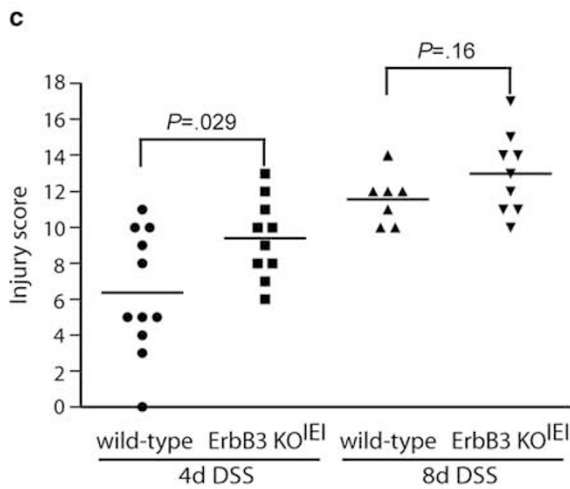 c
P=.16
P=.029
Injury score
18
16
14
12
10
8
6
4
2
0
wild-type ErbB3 KO^IEI wild-type ErbB3 KO^IEI
4d DSS 8d DSS